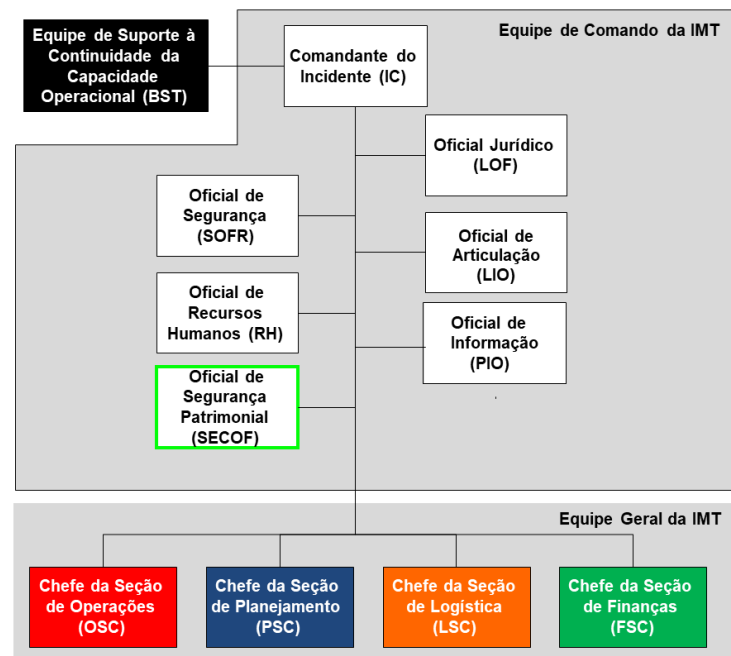 Equipe de Suporte à
Continuidade da
Capacidade
Operacional (BST)
Comandante do
Incidente (IC)
Equipe de Comando da IMT
Oficial Jurídico
(LOF)
Oficial de
Segurança
(SOFR)
Oficial de
Articulação
(LIO)
Oficial de
Recursos
Humanos (RH)
Oficial de
Informação
(PIO)
Oficial de
Segurança
Patrimonial
(SECOF)
Equipe Geral da IMT
Chefe da Seção
de Operações
(OSC)
Chefe da Seção
de Planejamento
(PSC)
Chefe da Seção
de Logística
(LSC)
Chefe da Seção
de Finanças
(FSC)